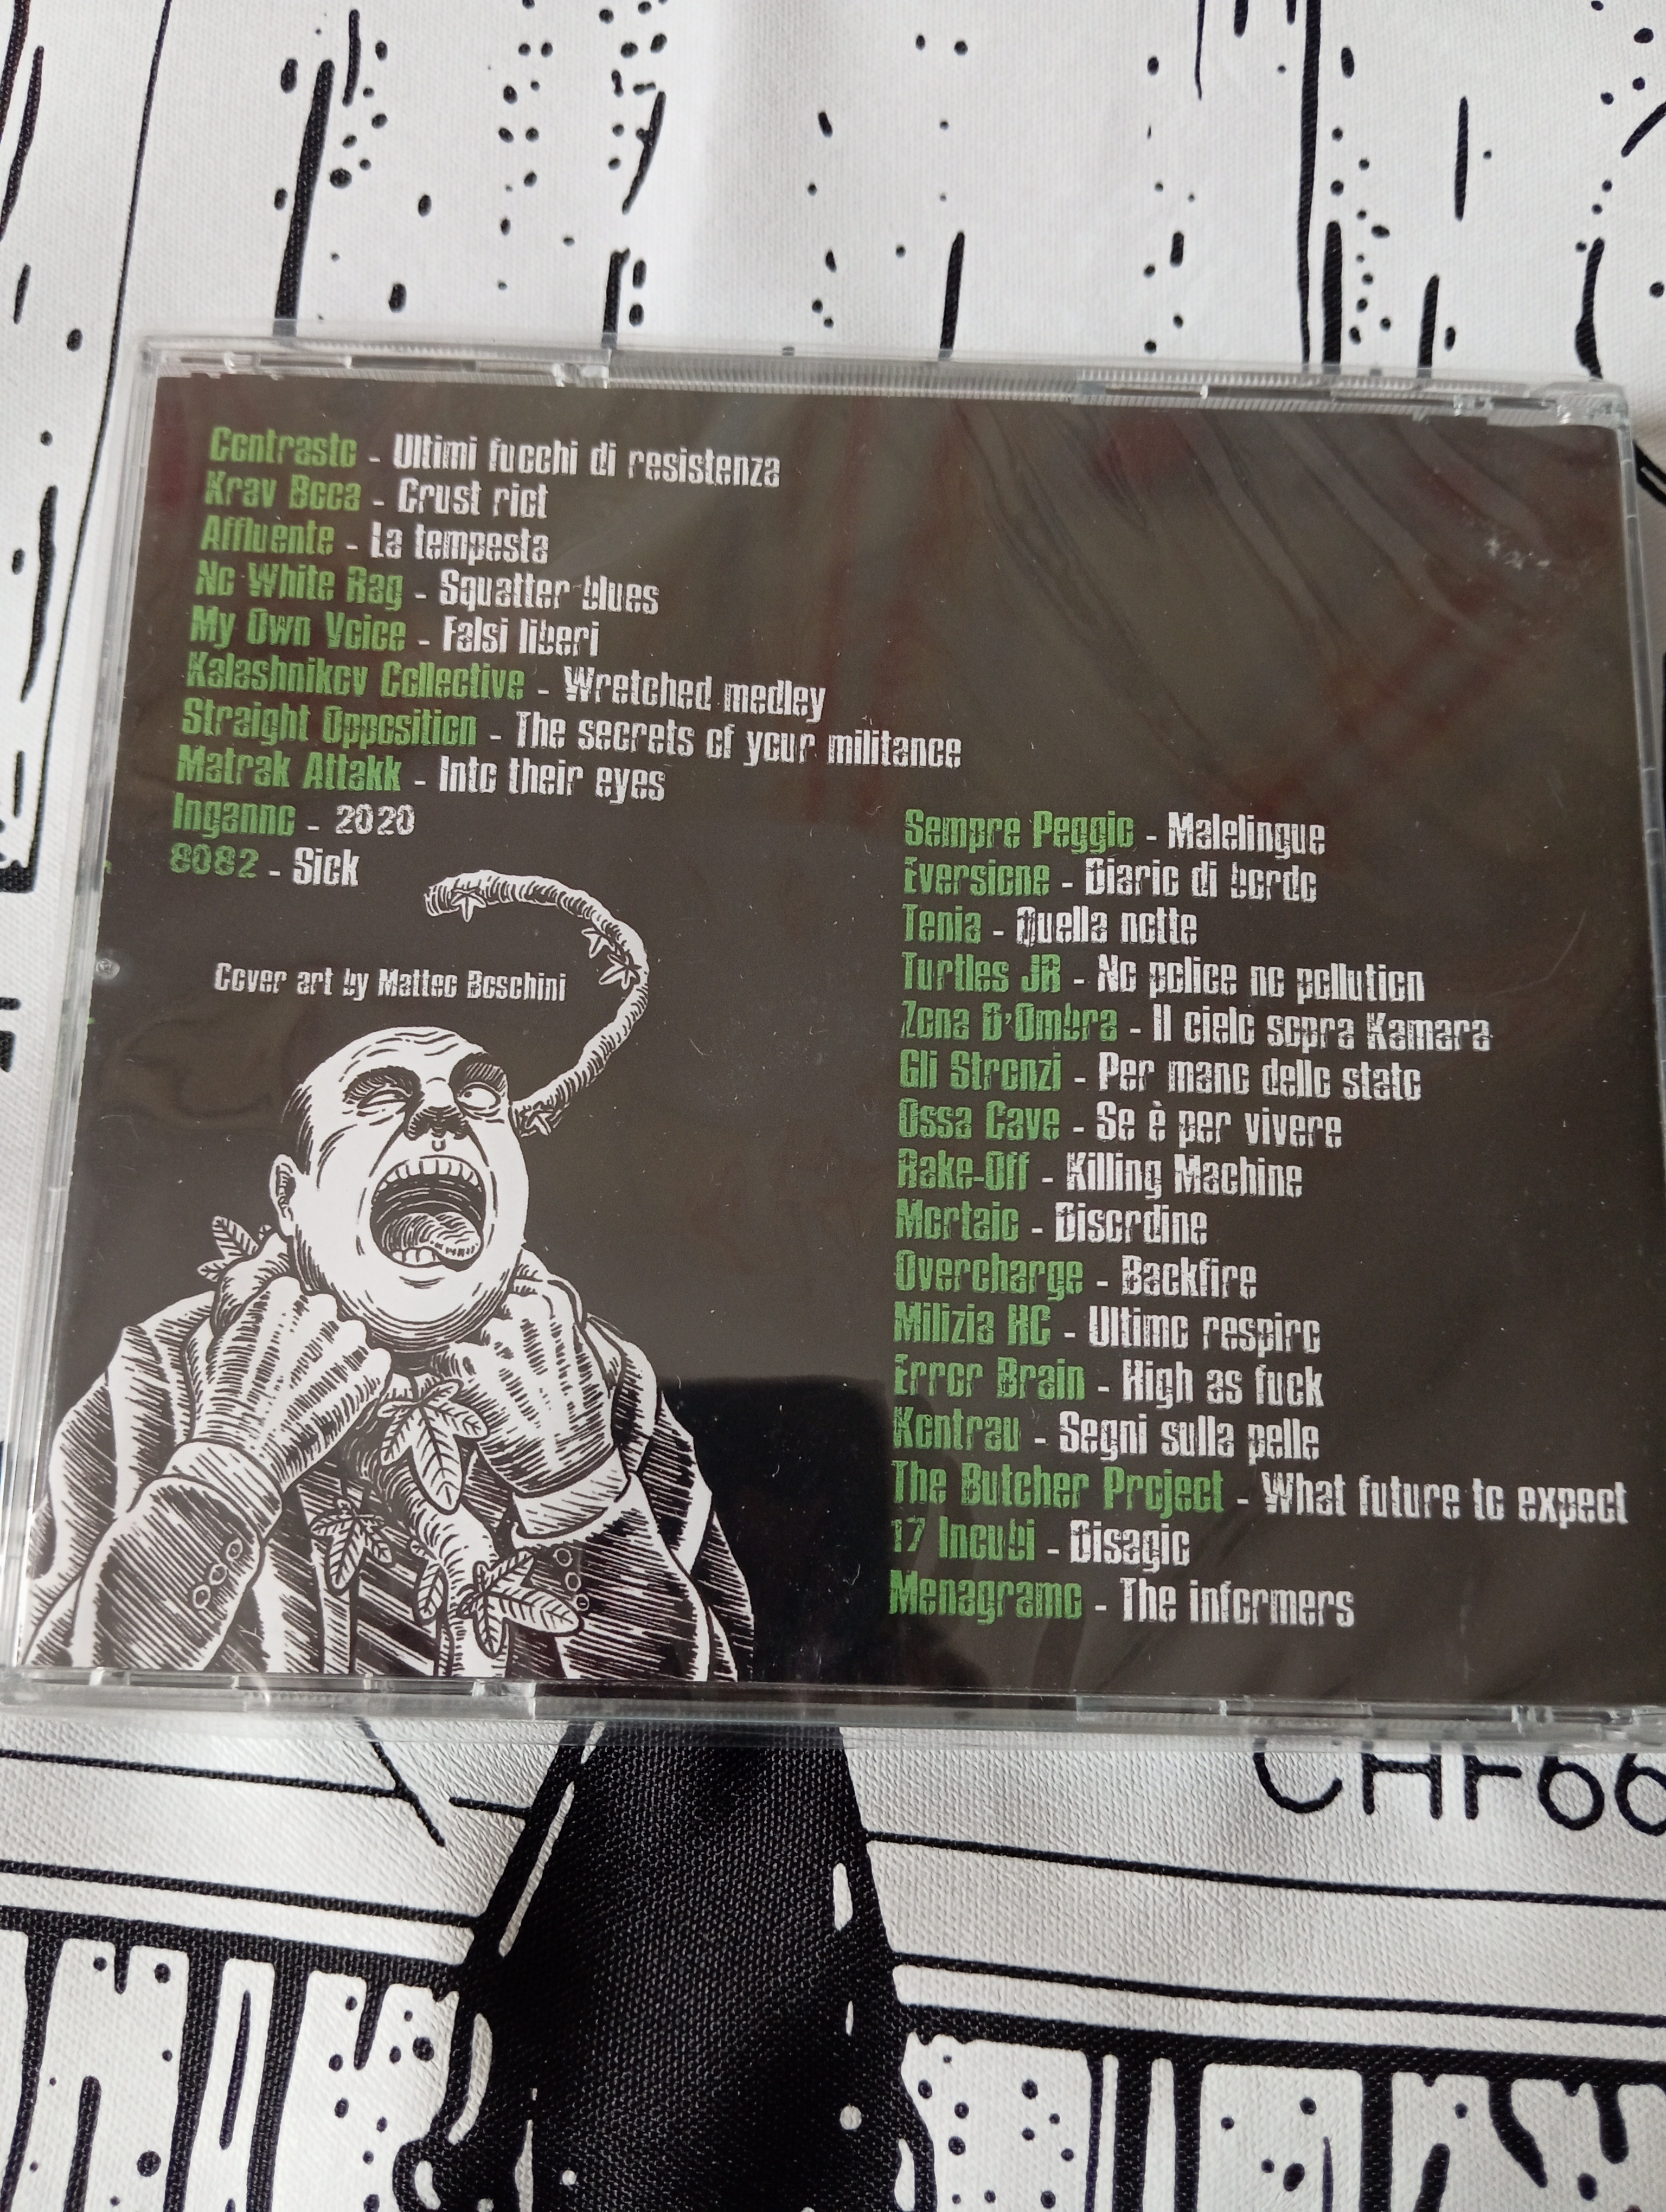 Contrasto - Ultimi fuochi di resistenza
Krav Boca - Crust riot
Affluente - La tempesta
No White Rag - Squatter blues
My Own Voice - Falsi liberi
Kalashnikov Collective - Wretched medley
Straight Opposition - The secrets of your militance
Matrak Attakk - Into their eyes
Inganno - 2020
8082 - Sick
Cover art by Matteo Boschini
Sempre Peggio - Malelingue
Eversione - Diario di bordo
Tenia - Quella notte
Turtles JR - No police no pollution
Zona D'Ombra - Il cielo sopra Kamara
Gli Stronzi - Per mano dello stato
Ossa Cave - Se è per vivere
Rake-Off - Killing Machine
Mortaio - Disordine
Overcharge - Backfire
Milizia HC - Ultimo respiro
Error Brain - High as fuck
Kontrau - Segni sulla pelle
The Butcher Project - What future to expect
17 Incubi - Disagio
Menagramo - The informers
CHF66